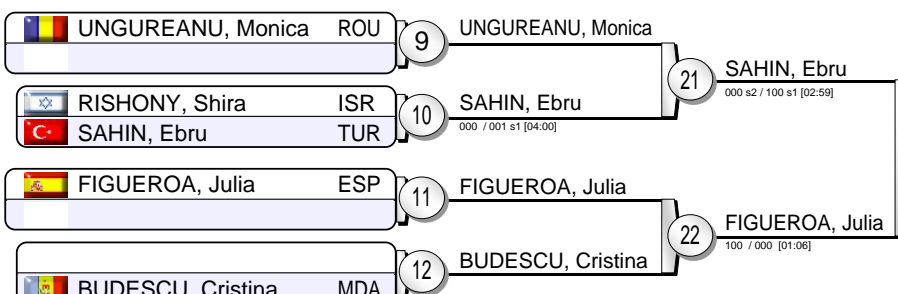 UNGUREANU, Monica ROU
9
UNGUREANU, Monica
RISHONY, Shira ISR
SAHIN, Ebru TUR
10
SAHIN, Ebru
000 / 001 s1 [04:00]
21
SAHIN, Ebru
000 s2 / 100 s1 [02:59]
FIGUEROA, Julia ESP
11
FIGUEROA, Julia
BUDESCU, Cristina MDA
12
BUDESCU, Cristina
22
FIGUEROA, Julia
100 / 000 [01:06]